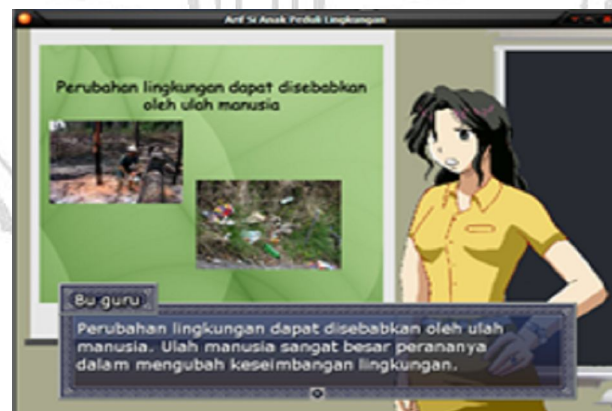 Arif Si Anak Peduli Lingkungan
Perubahan lingkungan dapat disebabkan
oleh ulah manusia
Bu guru
Perubahan lingkungan dapat disebabkan oleh ulah
manusia. Ulah manusia sangat besar perananya
dalam mengubah keseimbangan lingkungan.